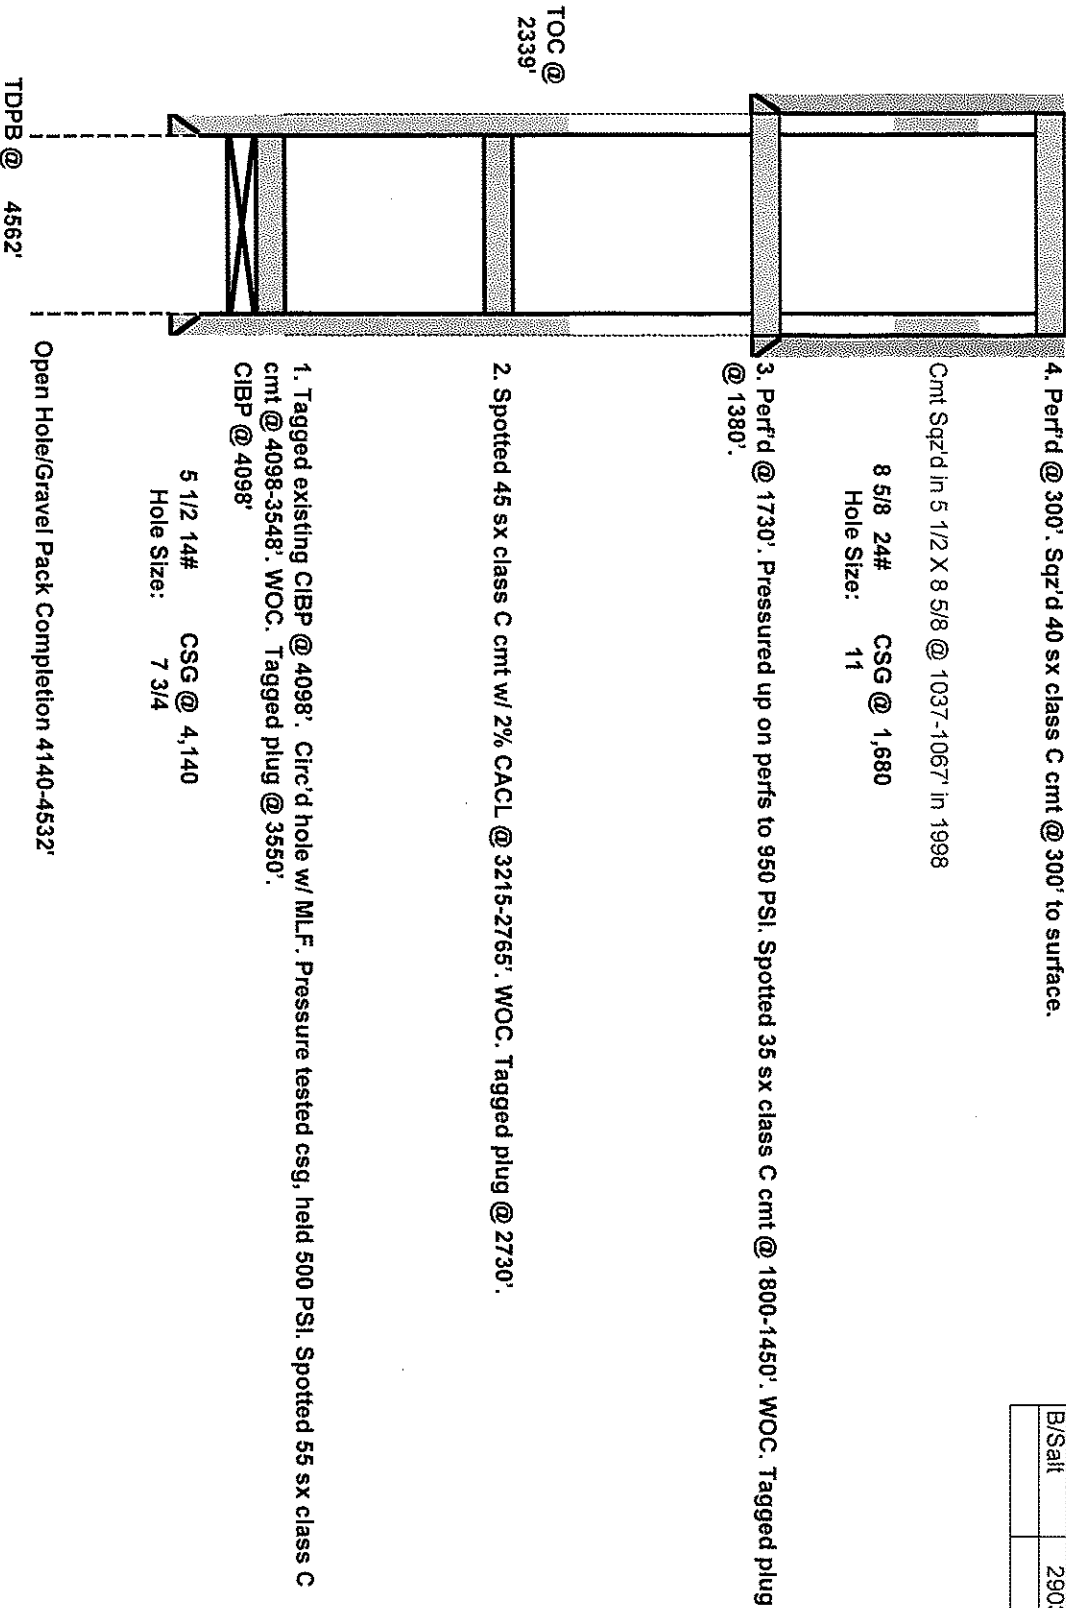 B/Salt
4. Perf'd @ 300'. Sqz'd 40 sx class C cmt @ 300' to surface.
Cmt Sqz'd in 5 1/2 X 8 5/8 @ 1037-1067' in 1998
8 5/8 24# CSG @ 1,680
Hole Size: 11
3. Perf'd @ 1730'. Pressured up on perfs to 950 PSI. Spotted 35 sx class C cmt @ 1800-1450'. WOC. Tagged plug
@ 1380'.
TOC @
2339'
2. Spotted 45 sx class C cmt w/ 2% CACL @ 3215-2765'. WOC. Tagged plug @ 2730'.
1. Tagged existing CIBP @ 4098'. Circ'd hole w/ MLF. Pressure tested csg, held 500 PSI. Spotted 55 sx class C
cmt @ 4098-3548'. WOC. Tagged plug @ 3550'.
CIBP @ 4098'
5 1/2 14# CSG @ 4,140
Hole Size: 7 3/4
Open Hole/Gravel Pack Completion 4140-4532'
TDPB @ 4562'